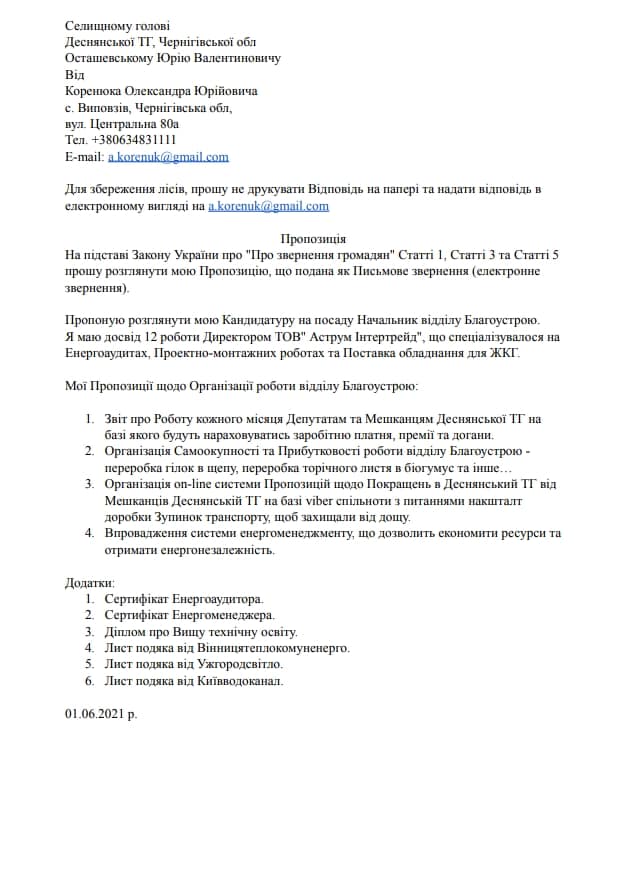 Селищному голові
Деснянської ТГ, Чернігівської обл
Осташевському Юрію Валентиновичу
Від
Коренюка Олександра Юрійовича
с. Виповзів, Чернігівська обл,
вул. Центральна 80а
Тел. +380634831111
E-mail: a.korenuk@gmail.com
Для збереження лісів, прошу не друкувати Відповідь на папері та надати відповідь в
електронному вигляді на a.korenuk@gmail.com
Пропозиція
На підставі Закону України про "Про звернення громадян" Статті 1, Статті 3 та Статті 5
прошу розглянути мою Пропозицію, що подана як Письмове звернення (електронне
звернення).
Пропоную розглянути мою Кандидатуру на посаду Начальник відділу Благоустрою.
Я маю досвід 12 роботи Директором ТОВ" Аструм Інтертрейд", що спеціалізувалося на
Енергоаудитах, Проектно-монтажних роботах та Поставка обладнання для ЖКГ.
Мої Пропозиції щодо Організації роботи відділу Благоустрою:
1. Звіт про Роботу кожного місяця Депутатам та Мешканцям Деснянської ТГ на
базі якого будуть нараховуватись заробітню платня, премії та догани.
2. Організація Самоокупності та Прибутковості роботи відділу Благоустрою -
переробка гілок в щепу, переробка торічного листя в біогумус та інше…
3. Організація on-line системи Пропозицій щодо Покращень в Деснянський ТГ від
Мешканців Деснянській ТГ на базі viber спільноти з питаннями накшталт
доробки Зупинок транспорту, щоб захищали від дощу.
4. Впровадження системи енергоменеджменту, що дозволить економити ресурси та
отримати енергонезалежність.
Додатки:
1. Сертифікат Енергоаудитора.
2. Сертифікат Енергоменеджера.
3. Діплом про Вищу технічну освіту.
4. Лист подяка від Вінницятеплокомуненерго.
5. Лист подяка від Ужгородсвітло.
6. Лист подяка від Київводоканал.
01.06.2021 р.